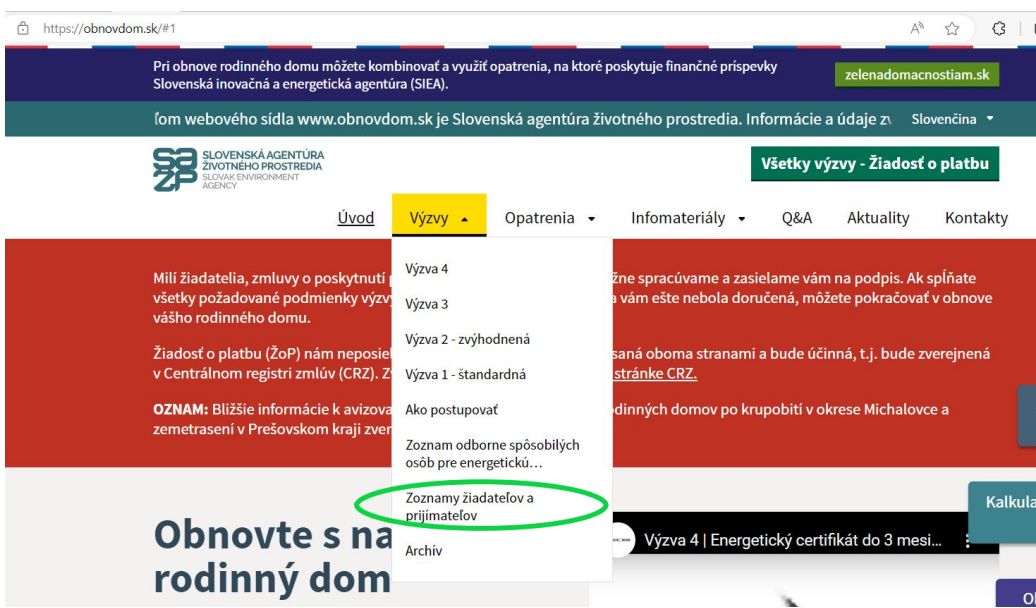 https://obnovdom.sk/#1
Pri obnove rodinného domu môžete kombinovať a využiť opatrenia, na ktoré poskytuje finančné príspevky
Slovenská inovačná a energetická agentúra (SIEA).
zelenadomacnostiam.sk
ľom webového sídla www.obnovdom.sk je Slovenská agentúra životného prostredia. Informácie a údaje
Slovenčina
SLOVENSKÁ AGENTÚRA
ŽIVOTNÉHO PROSTREDIA
SLOVAK ENVIRONMENT
AGENCY
Všetky výzvy - Žiadosť o platbu
Úvod Výzvy Opatrenia Infomateriály Q&A Aktuality Kontakty
Milí žiadatelia, zmluvy o poskytnutí
žne spracúvame a zasielame vám na podpis. Ak spĺňate
všetky požadované podmienky výzvy
vám ešte nebola doručená, môžete pokračovať v obnove
vášho rodinného domu.
Žiadosť o platbu (ŽoP) nám neposiel
saná oboma stranami a bude účinná, t.j. bude zverejnená
v Centrálnom registri zmlúv (CRZ).
stránke CRZ.
OZNAM: Bližšie informácie k avizova
dinných domov po krupobití v okrese Michalovce a
zemetrasení v Prešovskom kraji zver
Výzva 4
Výzva 3
Výzva 2 - zvýhodnená
Výzva 1 - štandardná
Ako postupovať
Zoznam odborne spôsobilých
osôb pre energetickú…
Zoznamy žiadateľov a
prijímateľov
Archív
Obnovte s na
rodinný dom
Výzva 4 | Energetický certifikát do 3 mesi...
Kalkula